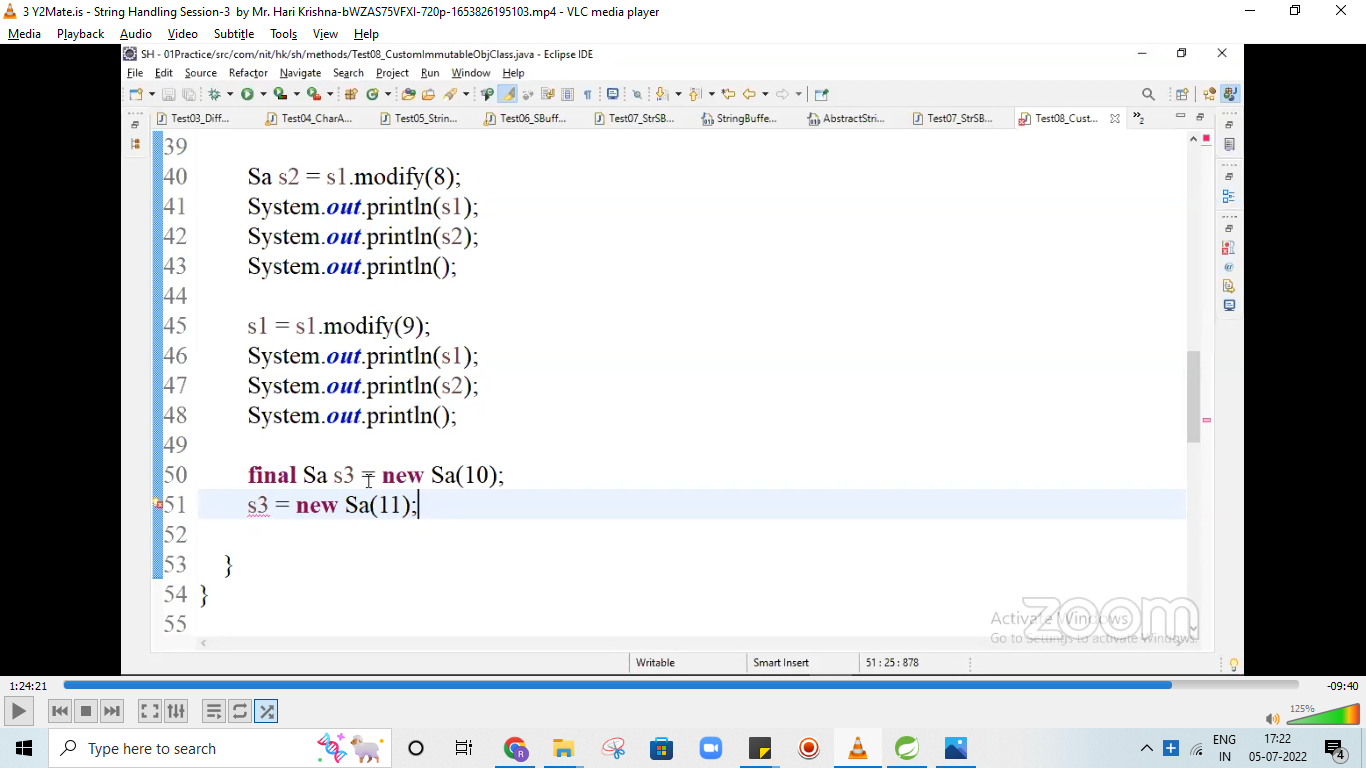 3 Y2Mate.is - String Handling Session-3  by Mr. Hari Krishna-bWZAS75VFXI-720p-1653826195103.mp4 - VLC media player
Media Playback Audio Video Subtitle Tools View Help
SH - 01Practice/src/com/nit/hk/sh/methods/Test08_CustomImmutableObjClass.java - Eclipse IDE
File Edit Source Refactor Navigate Search Project Run Window Help
Test03_Diff... Test04_CharA... Test05_Strin... Test06_SBuff... Test07_StrSB... StringBuffe... AbstractStri... Test07_StrSB... Test08_Cust... »2
39
40 Sa s2 = s1.modify(8);
41 System.out.println(s1);
42 System.out.println(s2);
43 System.out.println();
44
45 s1 = s1.modify(9);
46 System.out.println(s1);
47 System.out.println(s2);
48 System.out.println();
49
50 final Sa s3 = new Sa(10);
51 s3 = new Sa(11);
52
53 }
54 }
55
zoom
Activate Windows
Go to Settings to activate Windows.
Writable Smart Insert 51 : 25 : 878
1:24:21 -09:40
125%
Type here to search
ENG 17:22
IN 05-07-2022 4